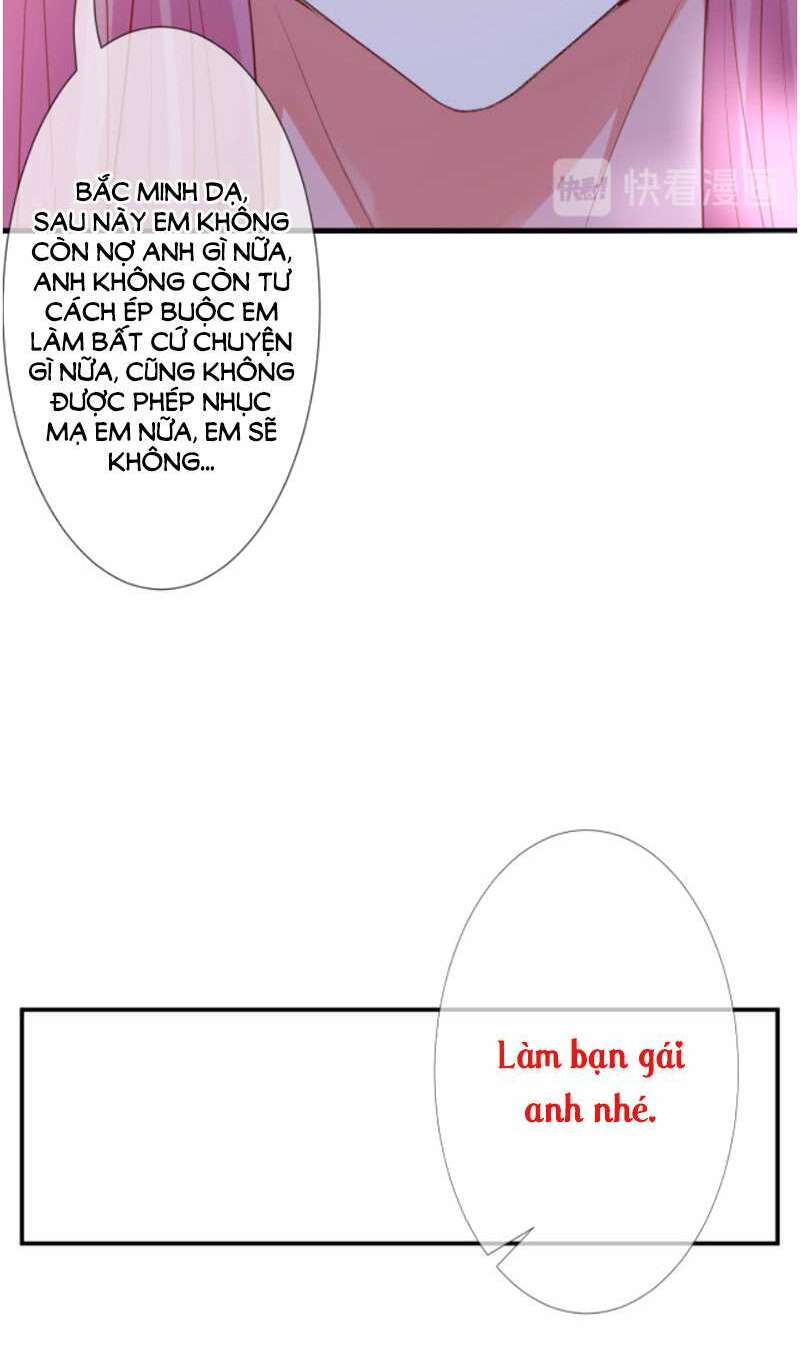 快看 快看漫画
BẮC MINH DẠ,
SAU NÀY EM KHÔNG
CÒN NỢ ANH GÌ NỮA,
ANH KHÔNG CÒN TƯ
CÁCH ÉP BUỘC EM
LÀM BẤT CỨ CHUYỆN
GÌ NỮA, CŨNG KHÔNG
ĐƯỢC PHÉP NHỤC
MẠ EM NỮA, EM SẼ
KHÔNG...
Làm bạn gái
anh nhé.